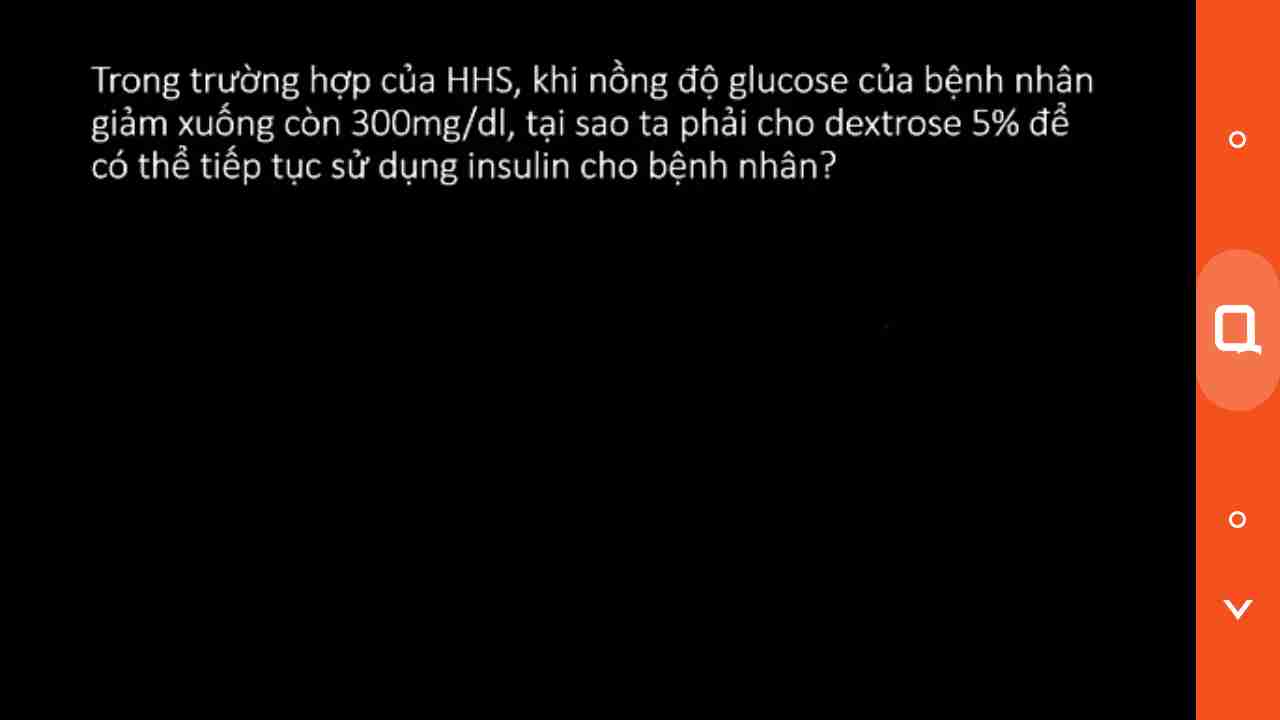 Trong trường hợp của HHS, khi nồng độ glucose của bệnh nhân
giảm xuống còn 300mg/dl, tại sao ta phải cho dextrose 5% để
có thể tiếp tục sử dụng insulin cho bệnh nhân?